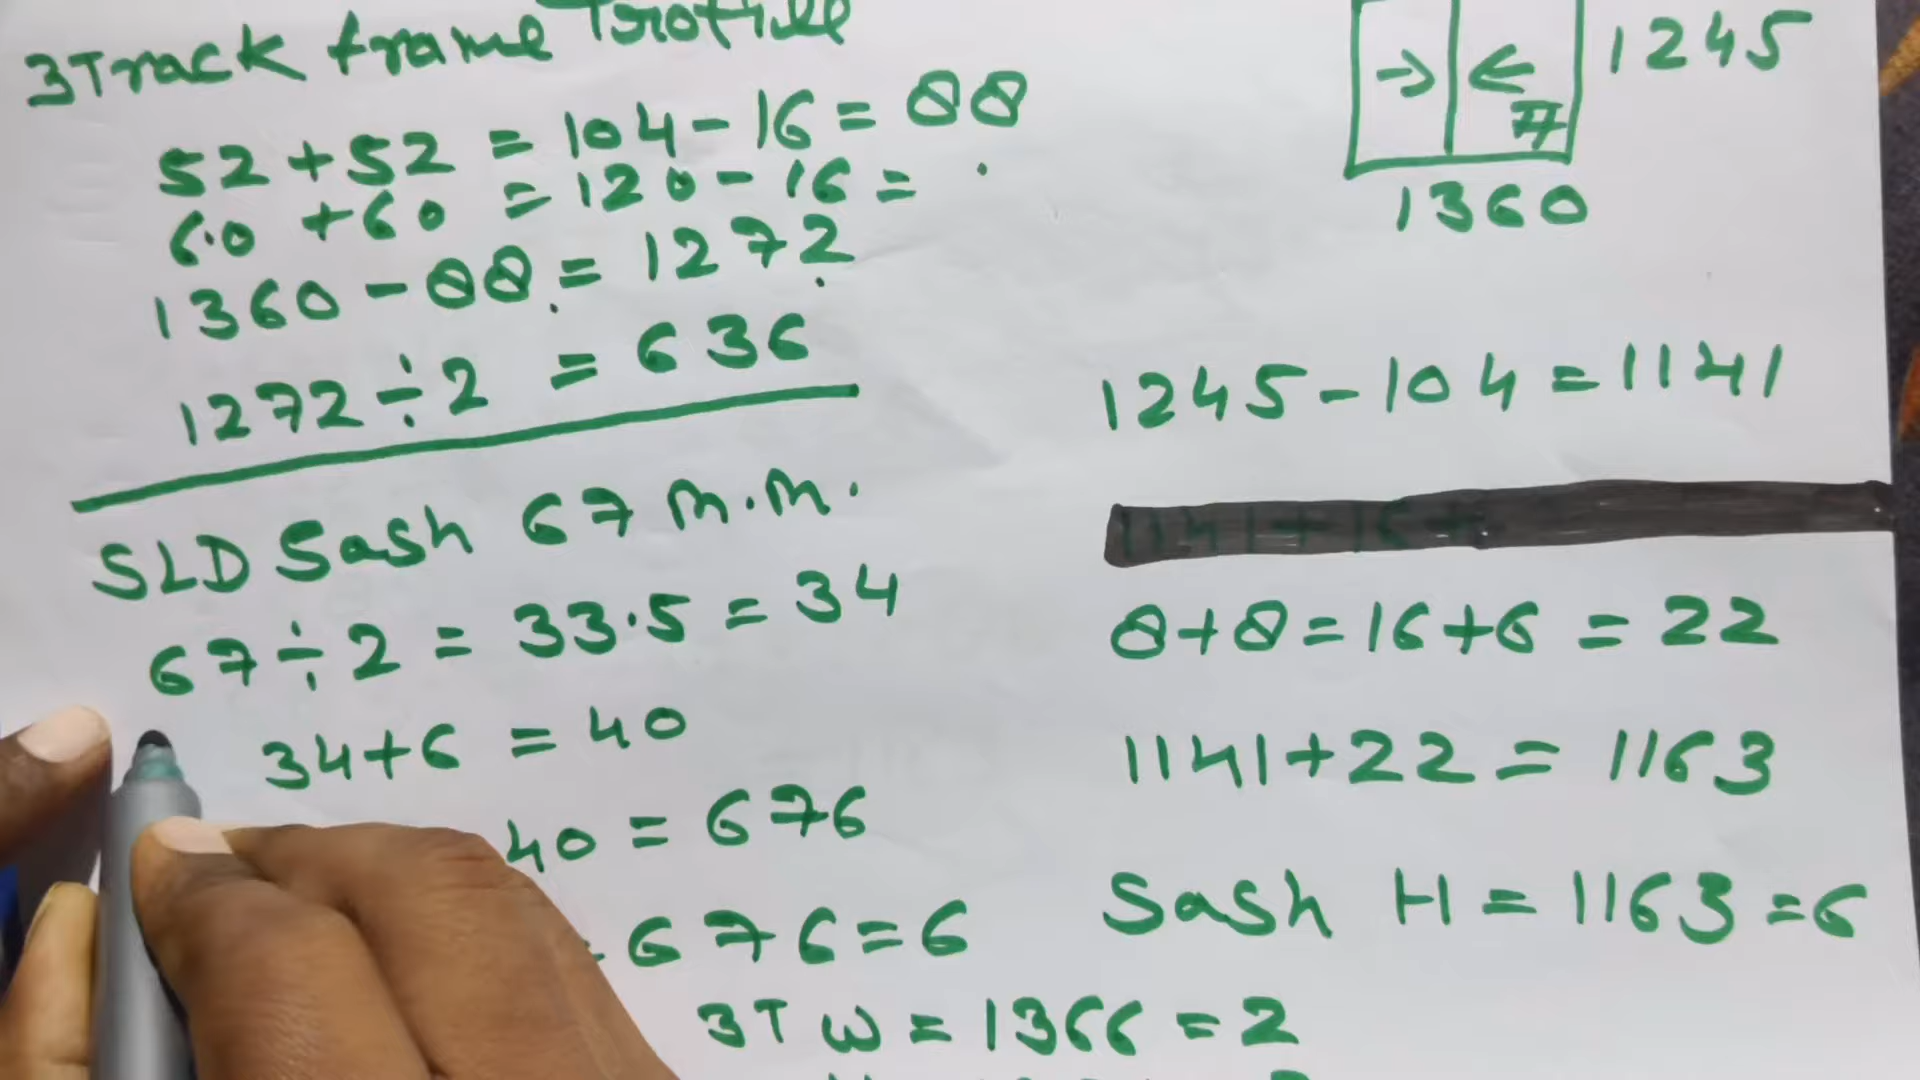 3Track frame Profile
52 + 52 = 104 - 16 = 88
60 + 60 = 120 - 16 =
1360 - 88 = 1272
1272 ÷ 2 = 636
SLD Sash 67 m.m.
67 ÷ 2 = 33.5 = 34
34 + 6 = 40
40 = 676
676 = 6
3T W = 1366 = 2
1245
1360
1245 - 104 = 1141
8 + 8 = 16 + 6 = 22
1141 + 22 = 1163
Sash H = 1163 = 6